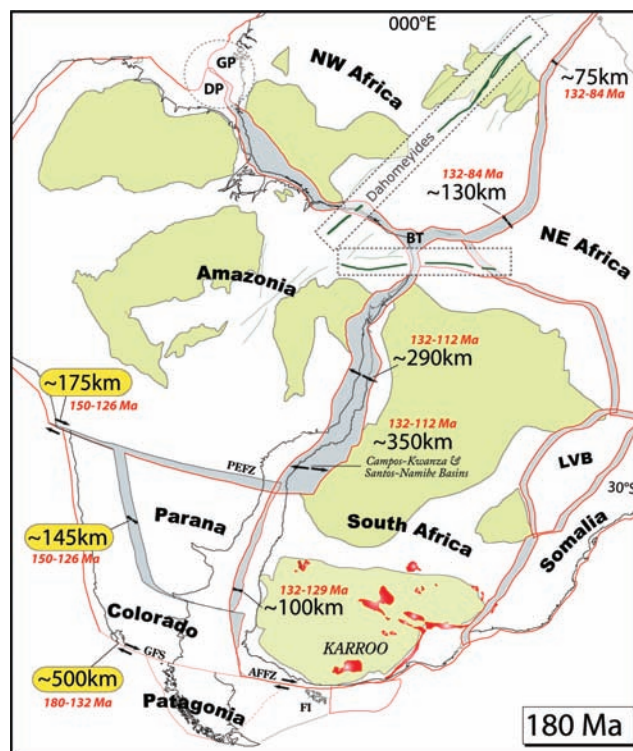 000°E
GP
DP
NW Africa
~75km
132-84 Ma
Dahomeyides
132-84 Ma
~130km
BT
NE Africa
Amazonia
132-112 Ma
~290km
~175km
150-126 Ma
132-112 Ma
~350km
Campos-Kwanza &
Santos-Namibe Basins
PEFZ
LVB
30°S
Parana
South Africa
Somalia
~145km
150-126 Ma
132-129 Ma
~100km
Colorado
KARROO
GFS
AFFZ
~500km
180-132 Ma
Patagonia
FI
180 Ma